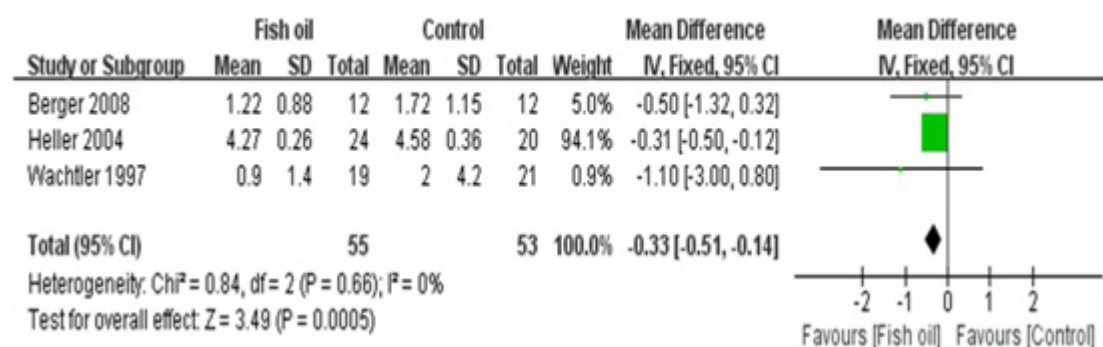 Fish oil Control Mean Difference Mean Difference
Study or Subgroup Mean SD Total Mean SD Total Weight IV, Fixed, 95% CI IV, Fixed, 95% CI
Berger 2008 1.22 0.88 12 1.72 1.15 12 5.0% -0.50 [-1.32, 0.32]
Heller 2004 4.27 0.26 24 4.58 0.36 20 94.1% -0.31 [-0.50, -0.12]
Wachtler 1997 0.9 1.4 19 2 4.2 21 0.9% -1.10 [-3.00, 0.80]
Total (95% CI) 55 53 100.0% -0.33 [-0.51, -0.14]
Heterogeneity: Chi² = 0.84, df = 2 (P = 0.66); I² = 0%
Test for overall effect: Z = 3.49 (P = 0.0005)
-2 -1 0 1 2
Favours [Fish oil] Favours [Control]